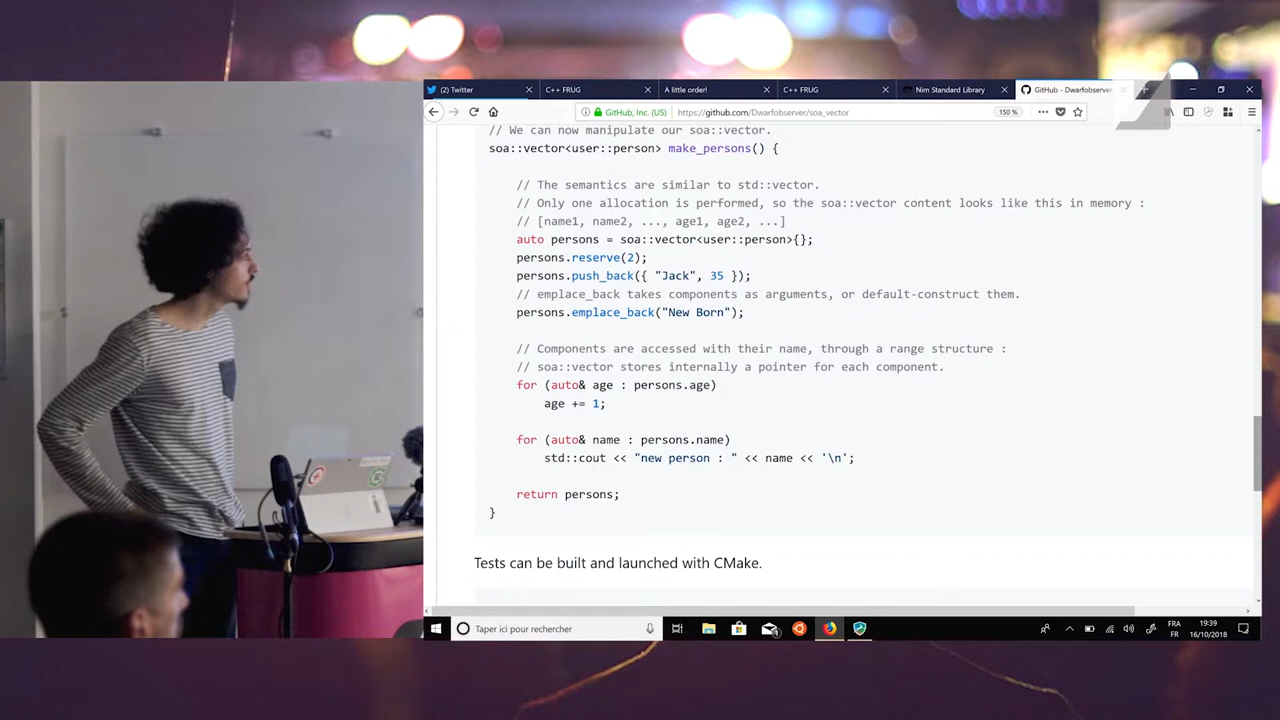 (2) Twitter
C++ FRUG
A little order!
C++ FRUG
Nim Standard Library
GitHub - Dwarfobserver
GitHub, Inc. (US)
https://github.com/Dwarfobserver/soa_vector
150 %
// We can now manipulate our soa::vector.
soa::vector<user::person> make_persons() {
// The semantics are similar to std::vector.
// Only one allocation is performed, so the soa::vector content looks like this in memory :
// [name1, name2, ..., age1, age2, ...]
auto persons = soa::vector<user::person>{};
persons.reserve(2);
persons.push_back({ "Jack", 35 });
// emplace_back takes components as arguments, or default-construct them.
persons.emplace_back("New Born");
// Components are accessed with their name, through a range structure :
// soa::vector stores internally a pointer for each component.
for (auto& age : persons.age)
age += 1;
for (auto& name : persons.name)
std::cout << "new person : " << name << '\n';
return persons;
}
Tests can be built and launched with CMake.
Taper ici pour rechercher
FRA
FR
19:39
16/10/2018